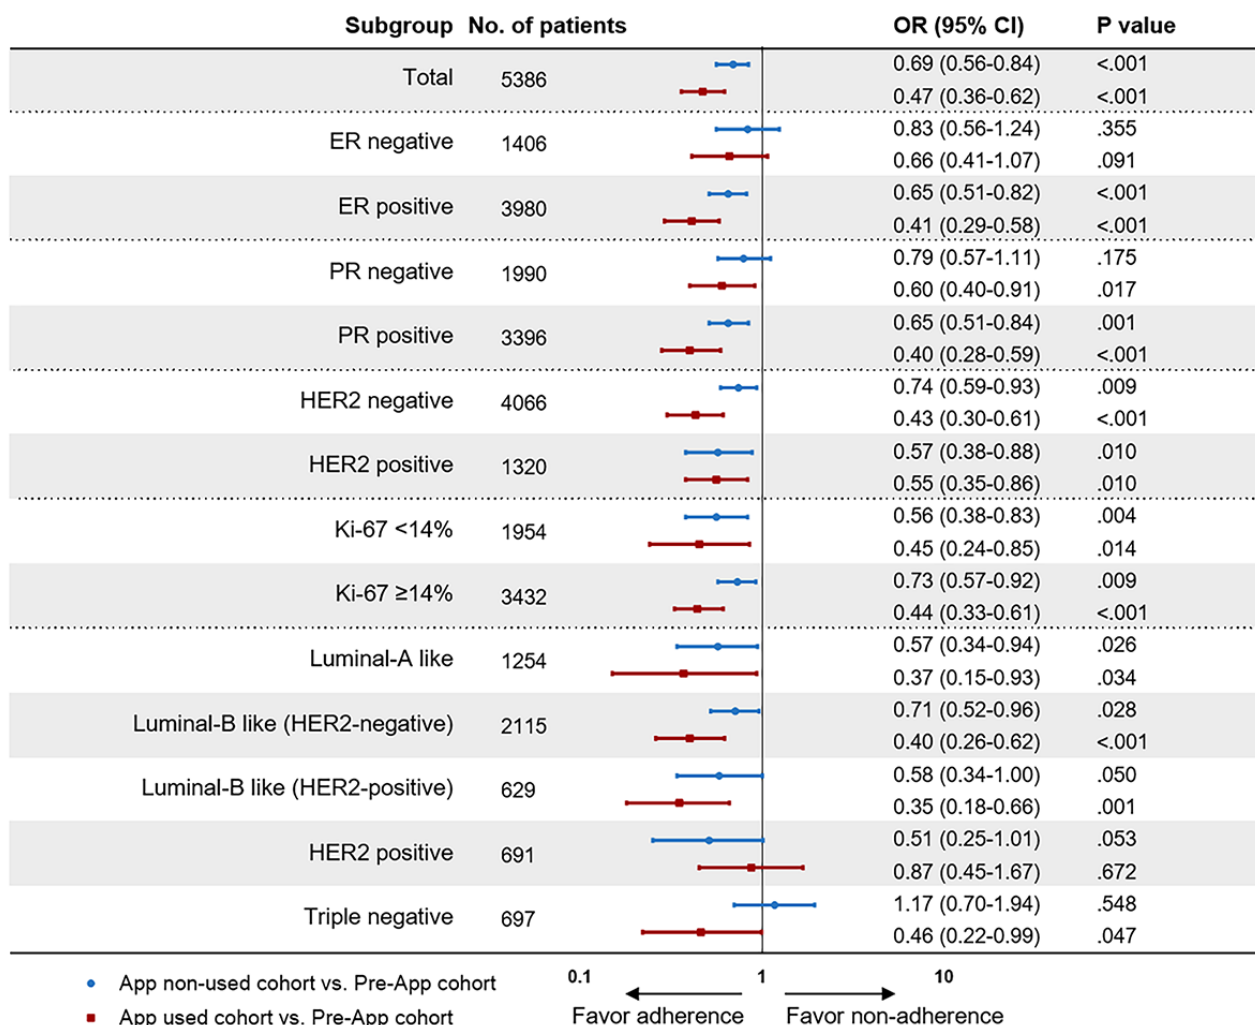 Subgroup No. of patients OR (95% CI) P value
Total 5386 0.69 (0.56-0.84) <.001
0.47 (0.36-0.62) <.001
ER negative 1406 0.83 (0.56-1.24) .355
0.66 (0.41-1.07) .091
ER positive 3980 0.65 (0.51-0.82) <.001
0.41 (0.29-0.58) <.001
PR negative 1990 0.79 (0.57-1.11) .175
0.60 (0.40-0.91) .017
PR positive 3396 0.65 (0.51-0.84) .001
0.40 (0.28-0.59) <.001
HER2 negative 4066 0.74 (0.59-0.93) .009
0.43 (0.30-0.61) <.001
HER2 positive 1320 0.57 (0.38-0.88) .010
0.55 (0.35-0.86) .010
Ki-67 <14% 1954 0.56 (0.38-0.83) .004
0.45 (0.24-0.85) .014
Ki-67 ≥14% 3432 0.73 (0.57-0.92) .009
0.44 (0.33-0.61) <.001
Luminal-A like 1254 0.57 (0.34-0.94) .026
0.37 (0.15-0.93) .034
Luminal-B like (HER2-negative) 2115 0.71 (0.52-0.96) .028
0.40 (0.26-0.62) <.001
Luminal-B like (HER2-positive) 629 0.58 (0.34-1.00) .050
0.35 (0.18-0.66) .001
HER2 positive 691 0.51 (0.25-1.01) .053
0.87 (0.45-1.67) .672
Triple negative 697 1.17 (0.70-1.94) .548
0.46 (0.22-0.99) .047
App non-used cohort vs. Pre-App cohort 0.1 1 10
App used cohort vs. Pre-App cohort Favor adherence Favor non-adherence